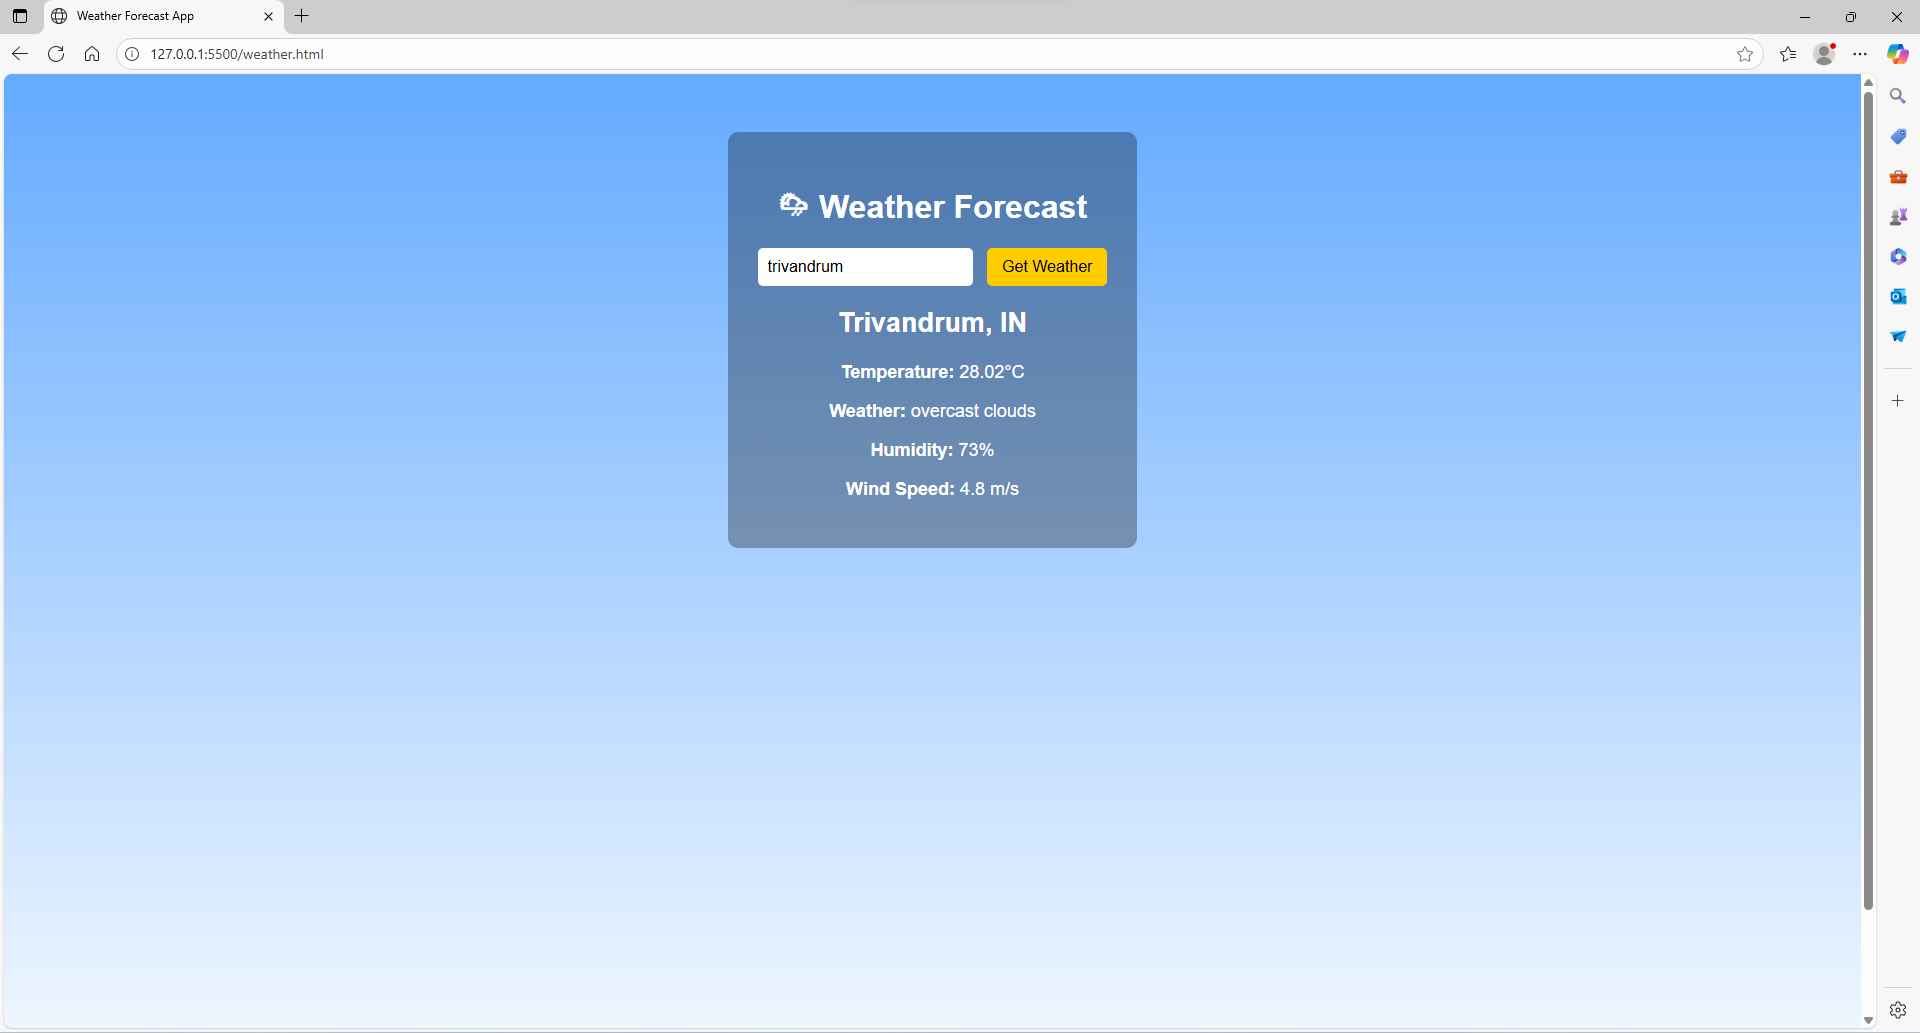 Weather Forecast App
127.0.0.1:5500/weather.html
Weather Forecast
trivandrum
Get Weather
Trivandrum, IN
Temperature: 28.02°C
Weather: overcast clouds
Humidity: 73%
Wind Speed: 4.8 m/s